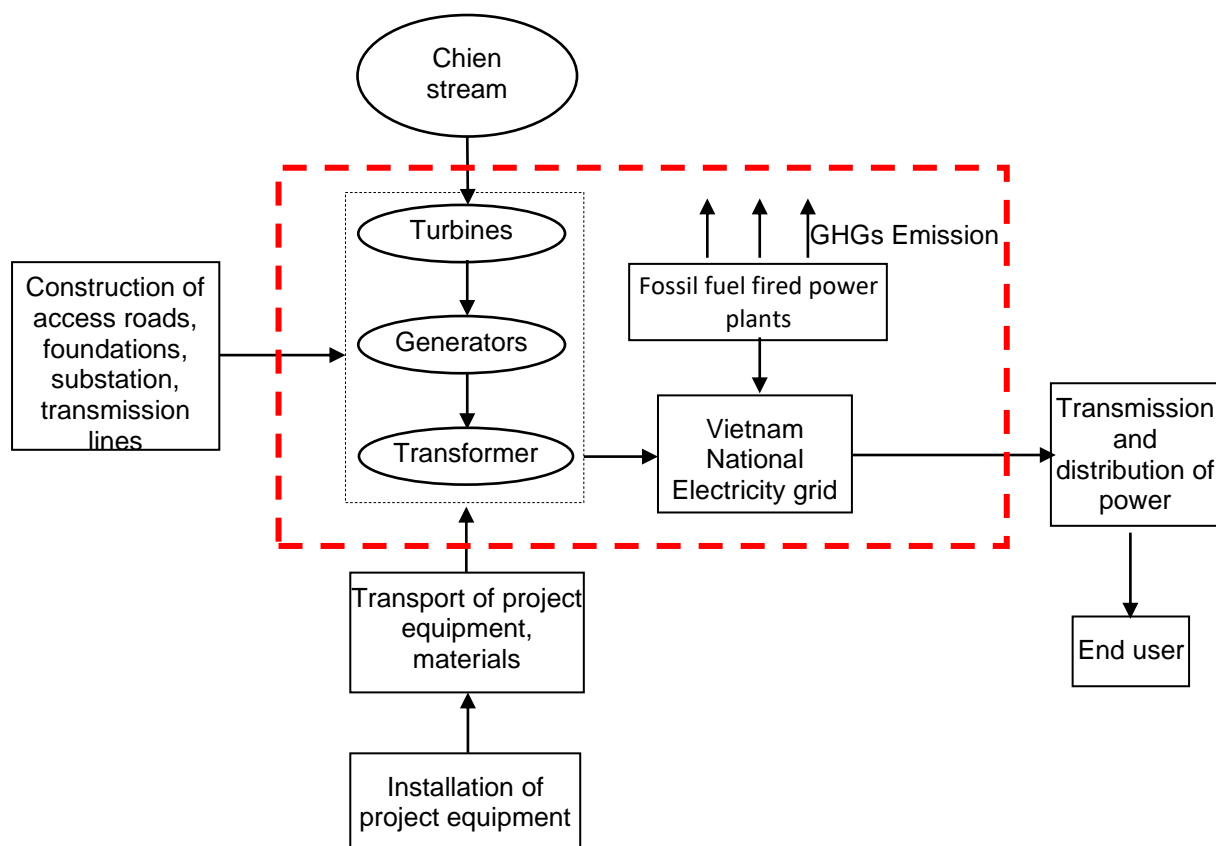 Chien
stream
Turbines
Generators
Transformer
GHGs Emission
Fossil fuel fired power
plants
Construction of
access roads,
foundations,
substation,
transmission
lines
Vietnam
National
Electricity grid
Transmission
and
distribution of
power
Transport of project
equipment,
materials
End user
Installation of
project equipment